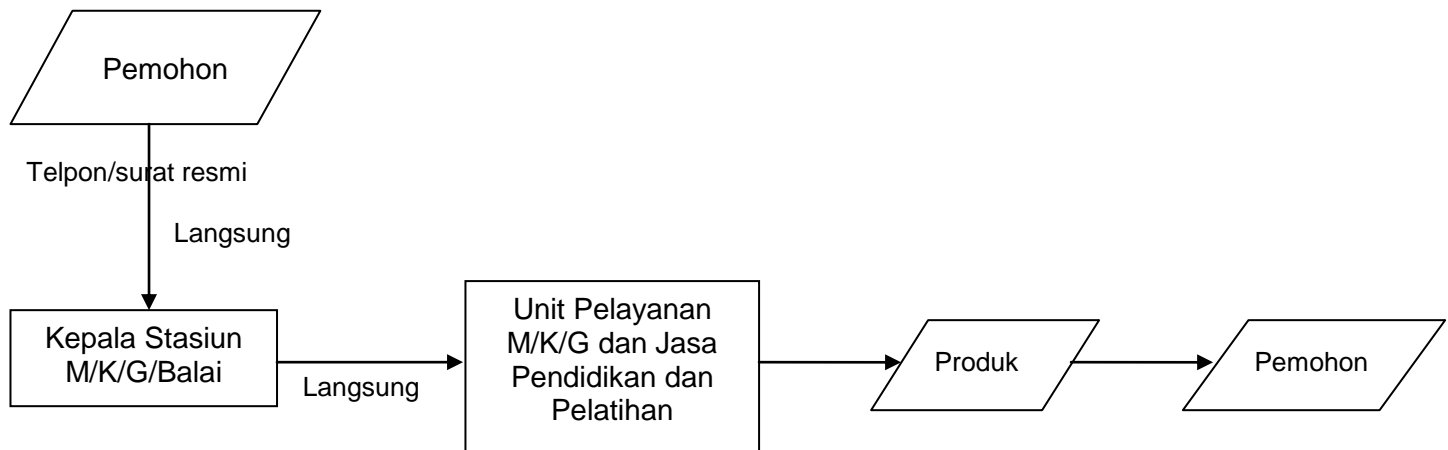 Pemohon
Telpon/surat resmi
Langsung
Kepala Stasiun
M/K/G/Balai
Langsung
Unit Pelayanan
M/K/G dan Jasa
Pendidikan dan
Pelatihan
Produk
Pemohon